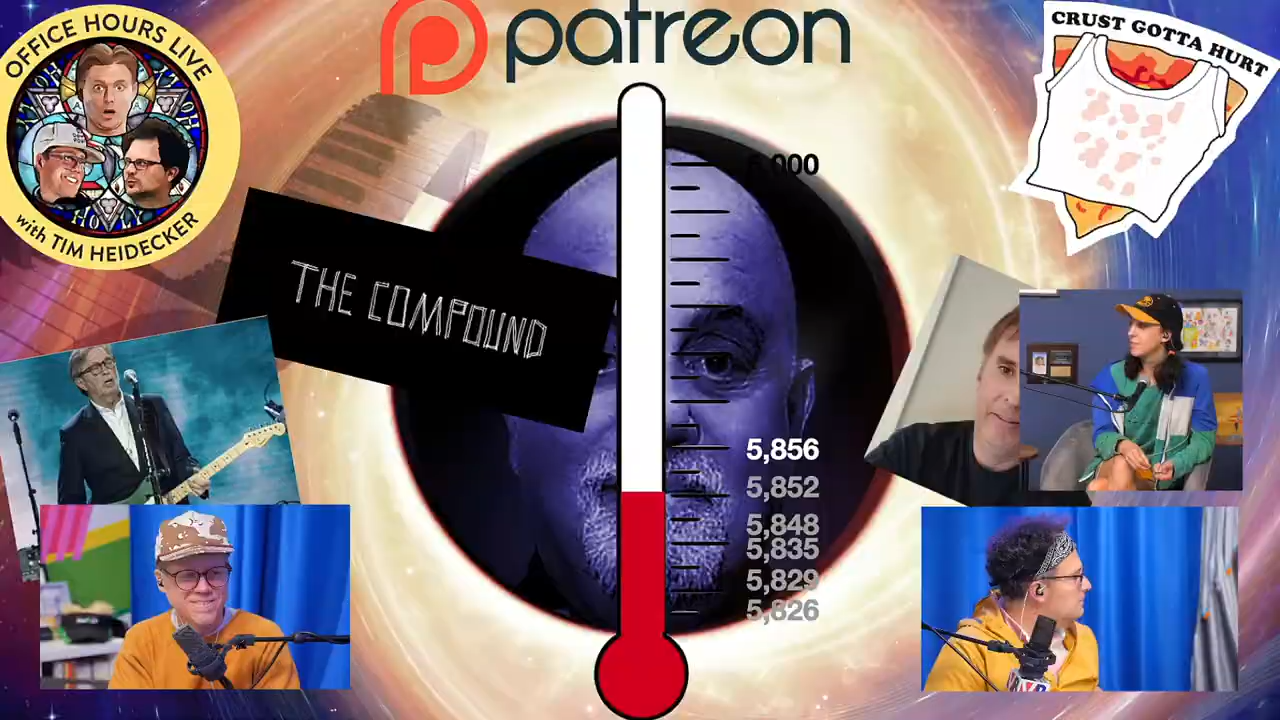 OFFICE HOURS LIVE
with TIM HEIDECKER
HOLY
patreon
CRUST GOTTA HURT
THE COMPOUND
6,000
5,856
5,852
5,848
5,835
5,829
5,826